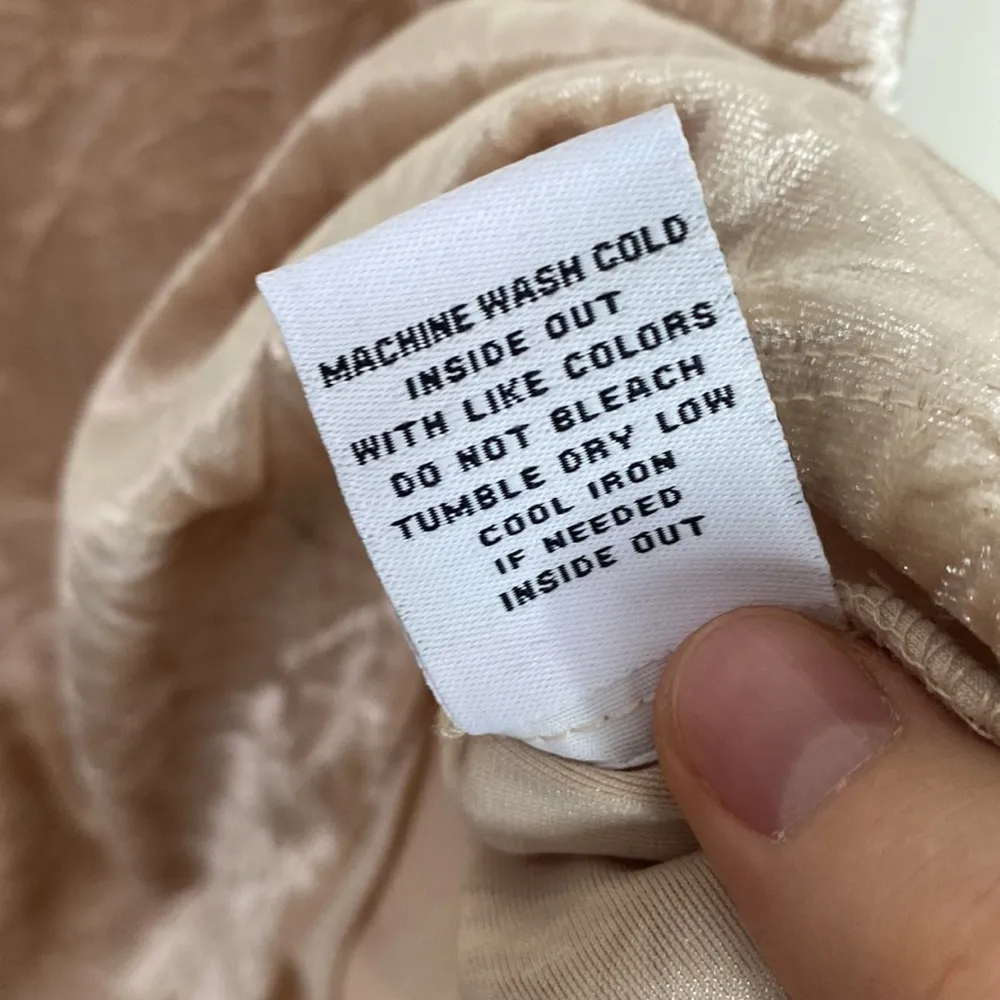 MACHINE WASH COLD
INSIDE OUT
WITH LIKE COLORS
DO NOT BLEACH
TUMBLE DRY LOW
COOL IRON
IF NEEDED
INSIDE OUT